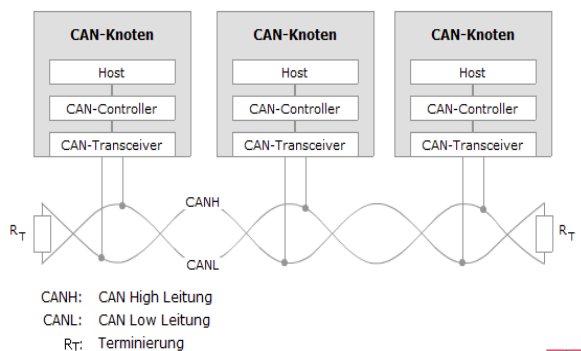 CAN-Knoten CAN-Knoten CAN-Knoten
Host Host Host
CAN-Controller CAN-Controller CAN-Controller
CAN-Transceiver CAN-Transceiver CAN-Transceiver
CANH
RT RT
CANL
CANH: CAN High Leitung
CANL: CAN Low Leitung
RT: Terminierung